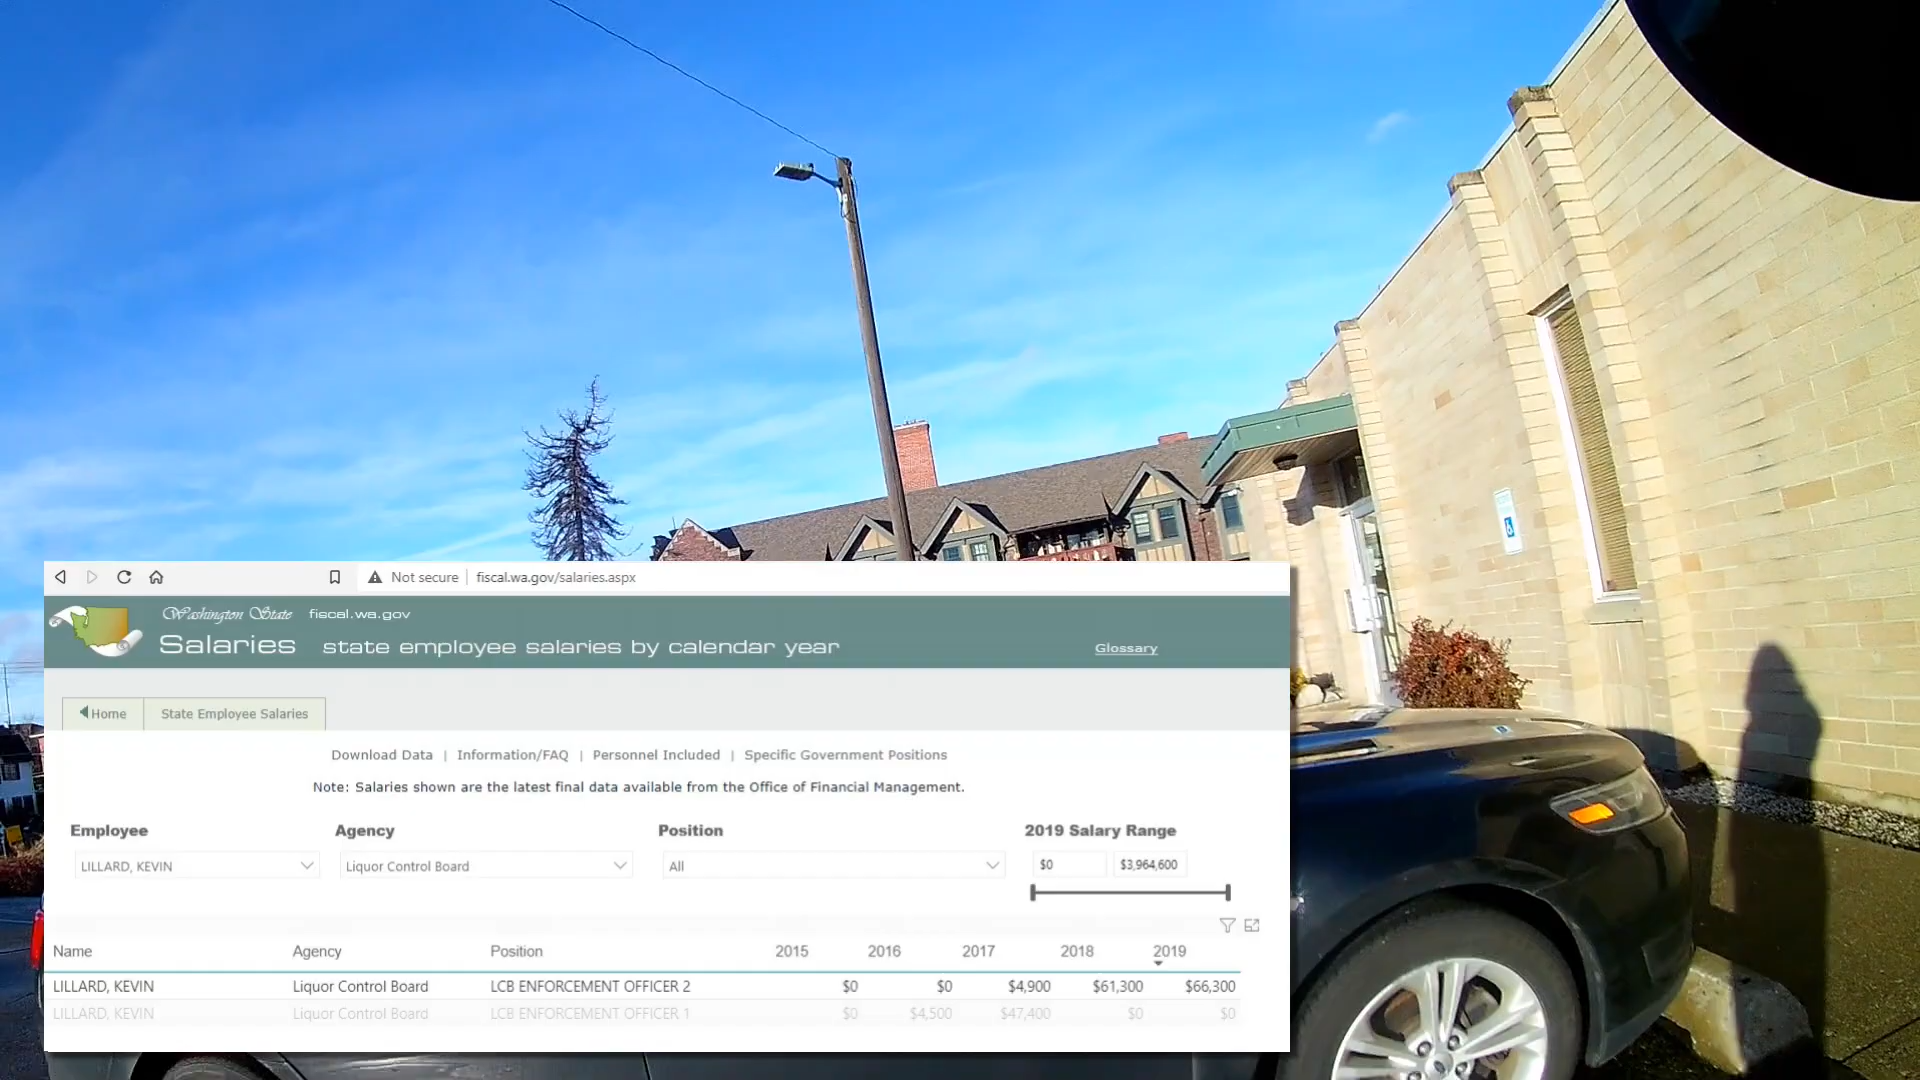 Not secure | fiscal.wa.gov/salaries.aspx
Washington State fiscal.wa.gov
Salaries state employee salaries by calendar year
Glossary
Home State Employee Salaries
Download Data | Information/FAQ | Personnel Included | Specific Government Positions
Note: Salaries shown are the latest final data available from the Office of Financial Management.
Employee Agency Position 2019 Salary Range
LILLARD, KEVIN Liquor Control Board All $0 $3,964,600
Name Agency Position 2015 2016 2017 2018 2019
LILLARD, KEVIN Liquor Control Board LCB ENFORCEMENT OFFICER 2 $0 $0 $4,900 $61,300 $66,300
LILLARD, KEVIN Liquor Control Board LCB ENFORCEMENT OFFICER 1 $0 $4,500 $47,400 $0 $0